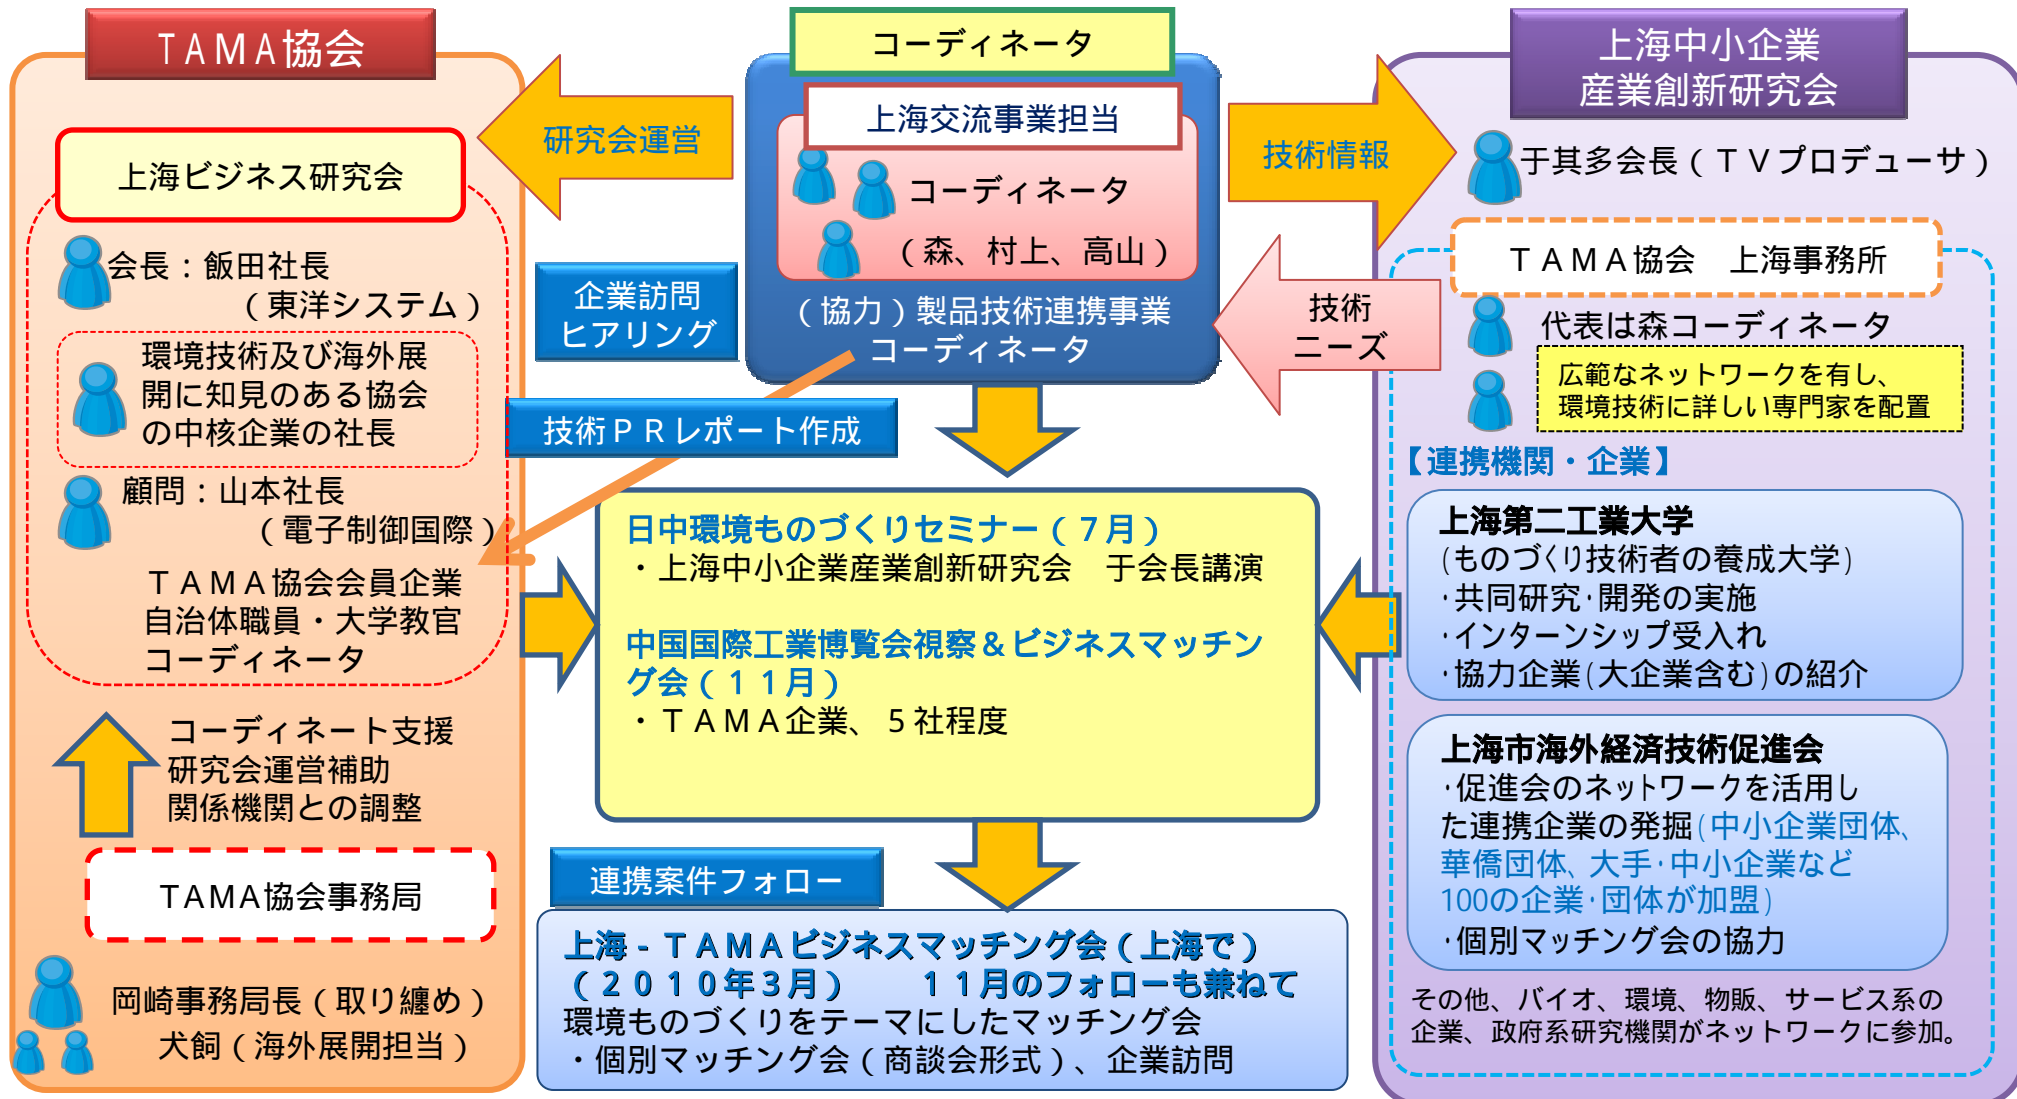 ＴＡＭＡ協会
上海ビジネス研究会
会長：飯田社長
（東洋システム）
環境技術及び海外展
開に知見のある協会
の中核企業の社長
顧問：山本社長
（電子制御国際）
ＴＡＭＡ協会会員企業
自治体職員・大学教官
コーディネータ
コーディネート支援
研究会運営補助
関係機関との調整
TAMA協会事務局
岡崎事務局長（取り纏め）
犬飼（海外展開担当）
研究会運営
コーディネータ
上海交流事業担当
コーディネータ
（森、村上、高山）
（協力）製品技術連携事業
コーディネータ
企業訪問
ヒアリング
技術ＰＲレポート作成
技術情報
技術
ニーズ
日中環境ものづくりセミナー（７月）
・上海中小企業産業創新研究会　于会長講演
中国国際工業博覧会視察＆ビジネスマッチン
グ会（１１月）
・ＴＡＭＡ企業、５社程度
連携案件フォロー
上海‐ＴＡＭＡビジネスマッチング会（上海で）
（２０１０年３月）　　１１月のフォローも兼ねて
環境ものづくりをテーマにしたマッチング会
・個別マッチング会（商談会形式）、企業訪問
上海中小企業
産業創新研究会
于其多会長（ＴＶプロデューサ）
ＴＡＭＡ協会　上海事務所
代表は森コーディネータ
広範なネットワークを有し、
環境技術に詳しい専門家を配置
【連携機関・企業】
上海第二工業大学
(ものづくり技術者の養成大学)
・共同研究・開発の実施
・インターンシップ受入れ
・協力企業(大企業含む)の紹介
上海市海外経済技術促進会
・促進会のネットワークを活用し
た連携企業の発掘(中小企業団体、
華僑団体、大手・中小企業など
100の企業・団体が加盟)
・個別マッチング会の協力
その他、バイオ、環境、物販、サービス系の
企業、政府系研究機関がネットワークに参加。